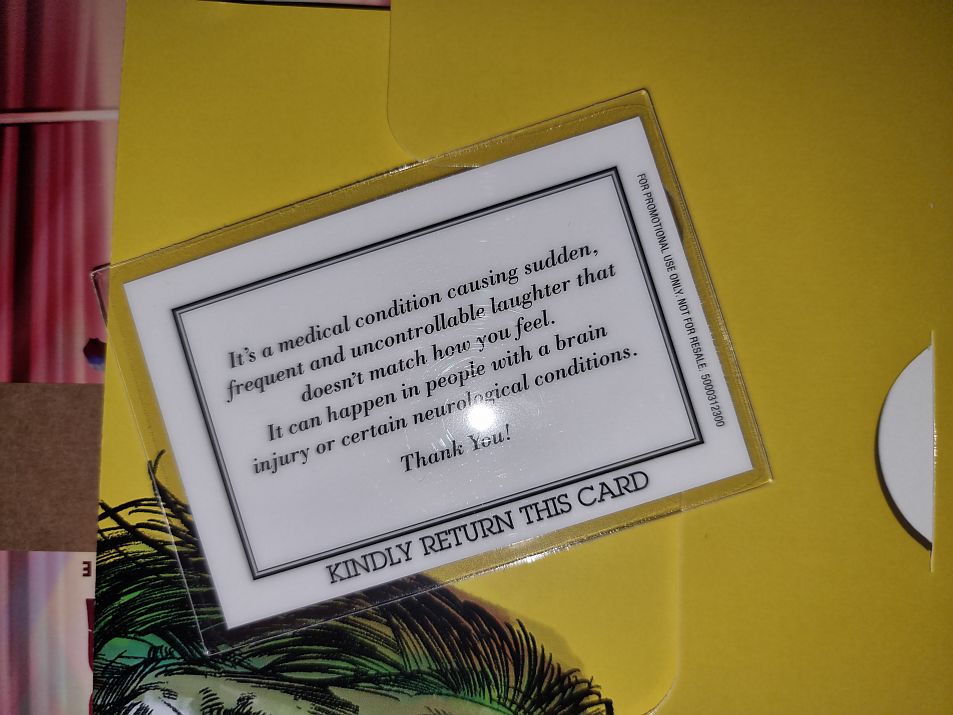 It's a medical condition causing sudden,
frequent and uncontrollable laughter that
doesn't match how you feel.
It can happen in people with a brain
injury or certain neurological conditions.
Thank You!
KINDLY RETURN THIS CARD
FOR PROMOTIONAL USE ONLY. NOT FOR RESALE. 5000312300